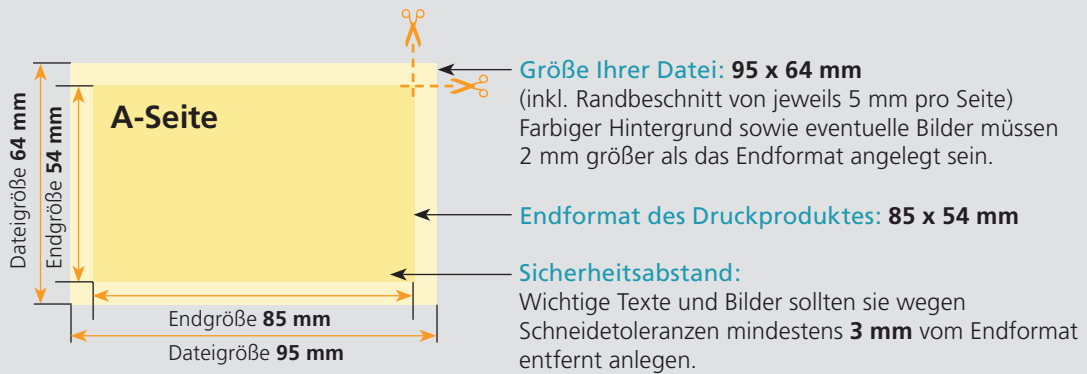 A-Seite
Dateigröße 64 mm
Endgröße 54 mm
Endgröße 85 mm
Dateigröße 95 mm
Größe Ihrer Datei: 95 x 64 mm
(inkl. Randbeschnitt von jeweils 5 mm pro Seite)
Farbiger Hintergrund sowie eventuelle Bilder müssen
2 mm größer als das Endformat angelegt sein.
Endformat des Druckproduktes: 85 x 54 mm
Sicherheitsabstand:
Wichtige Texte und Bilder sollten sie wegen
Schneidetoleranzen mindestens 3 mm vom Endformat
entfernt anlegen.